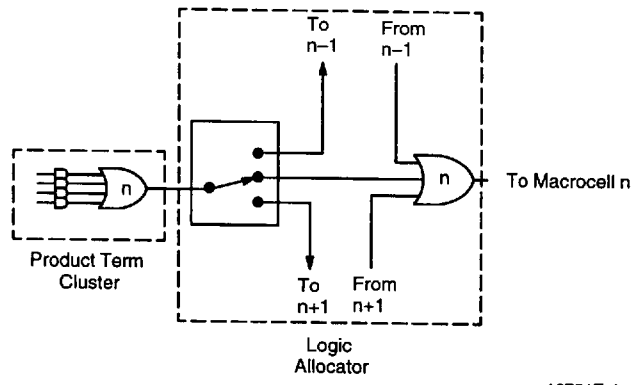 To
n–1
From
n–1
n
n
To Macrocell n
Product Term
Cluster
To
n+1
From
n+1
Logic
Allocator